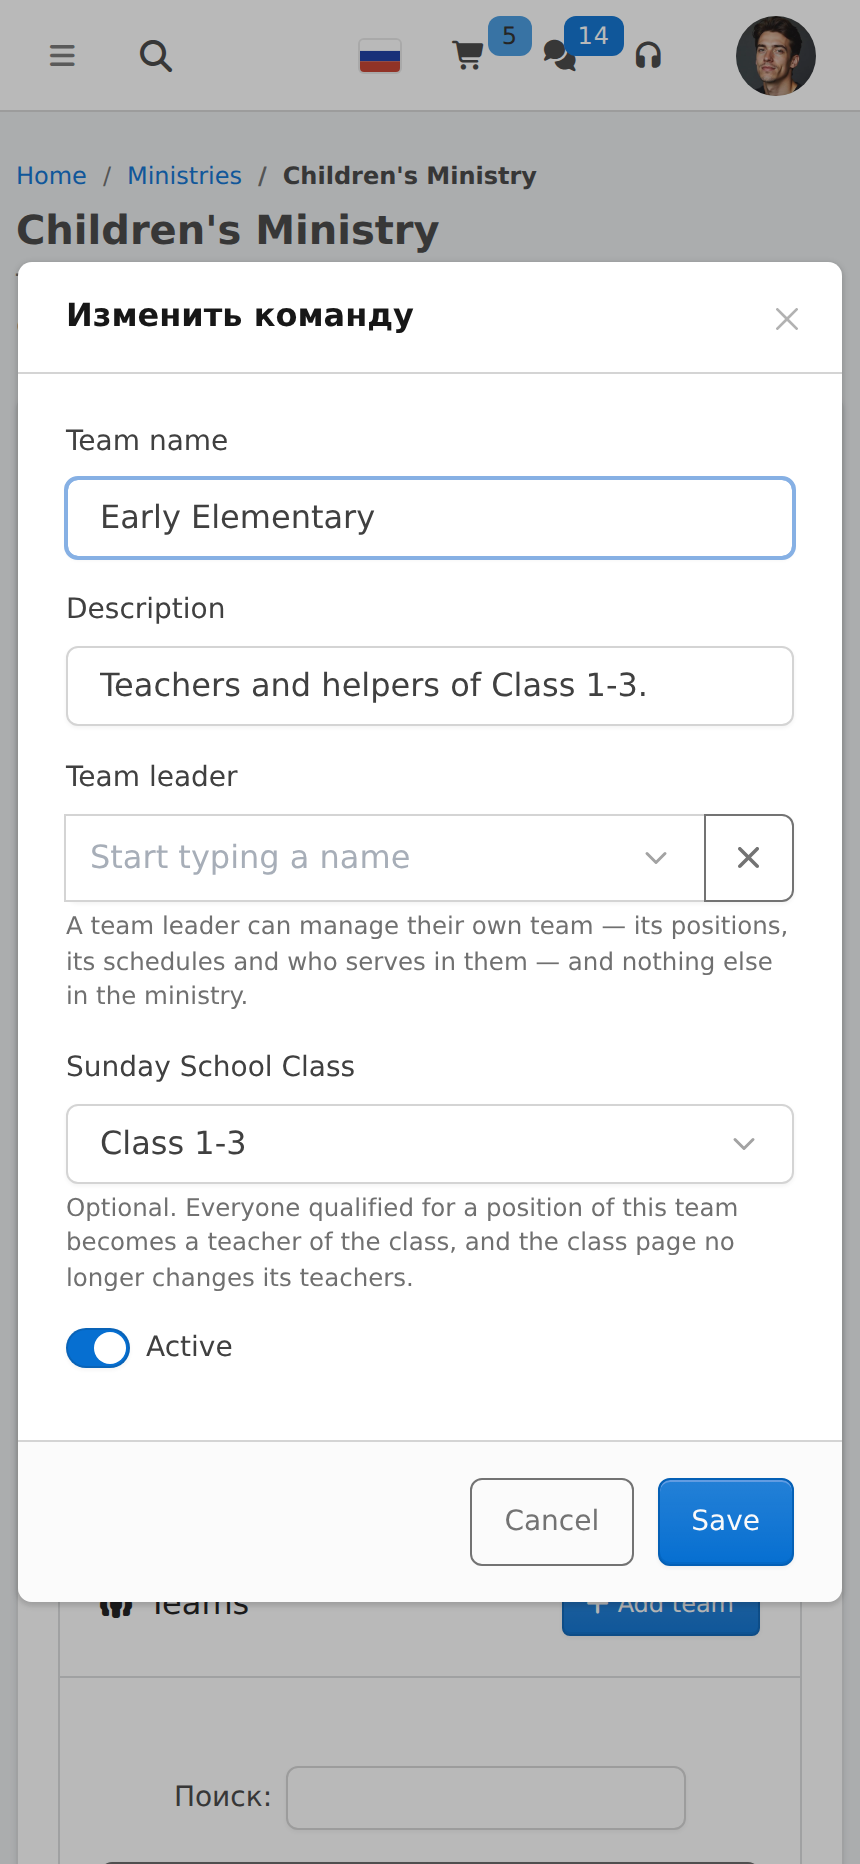 5
14
Home / Ministries / Children's Ministry
Children's Ministry
Изменить команду
Team name
Early Elementary
Description
Teachers and helpers of Class 1-3.
Team leader
Start typing a name
A team leader can manage their own team — its positions,
its schedules and who serves in them — and nothing else
in the ministry.
Sunday School Class
Class 1-3
Optional. Everyone qualified for a position of this team
becomes a teacher of the class, and the class page no
longer changes its teachers.
Active
Cancel
Save
Teams
+ Add team
Поиск: